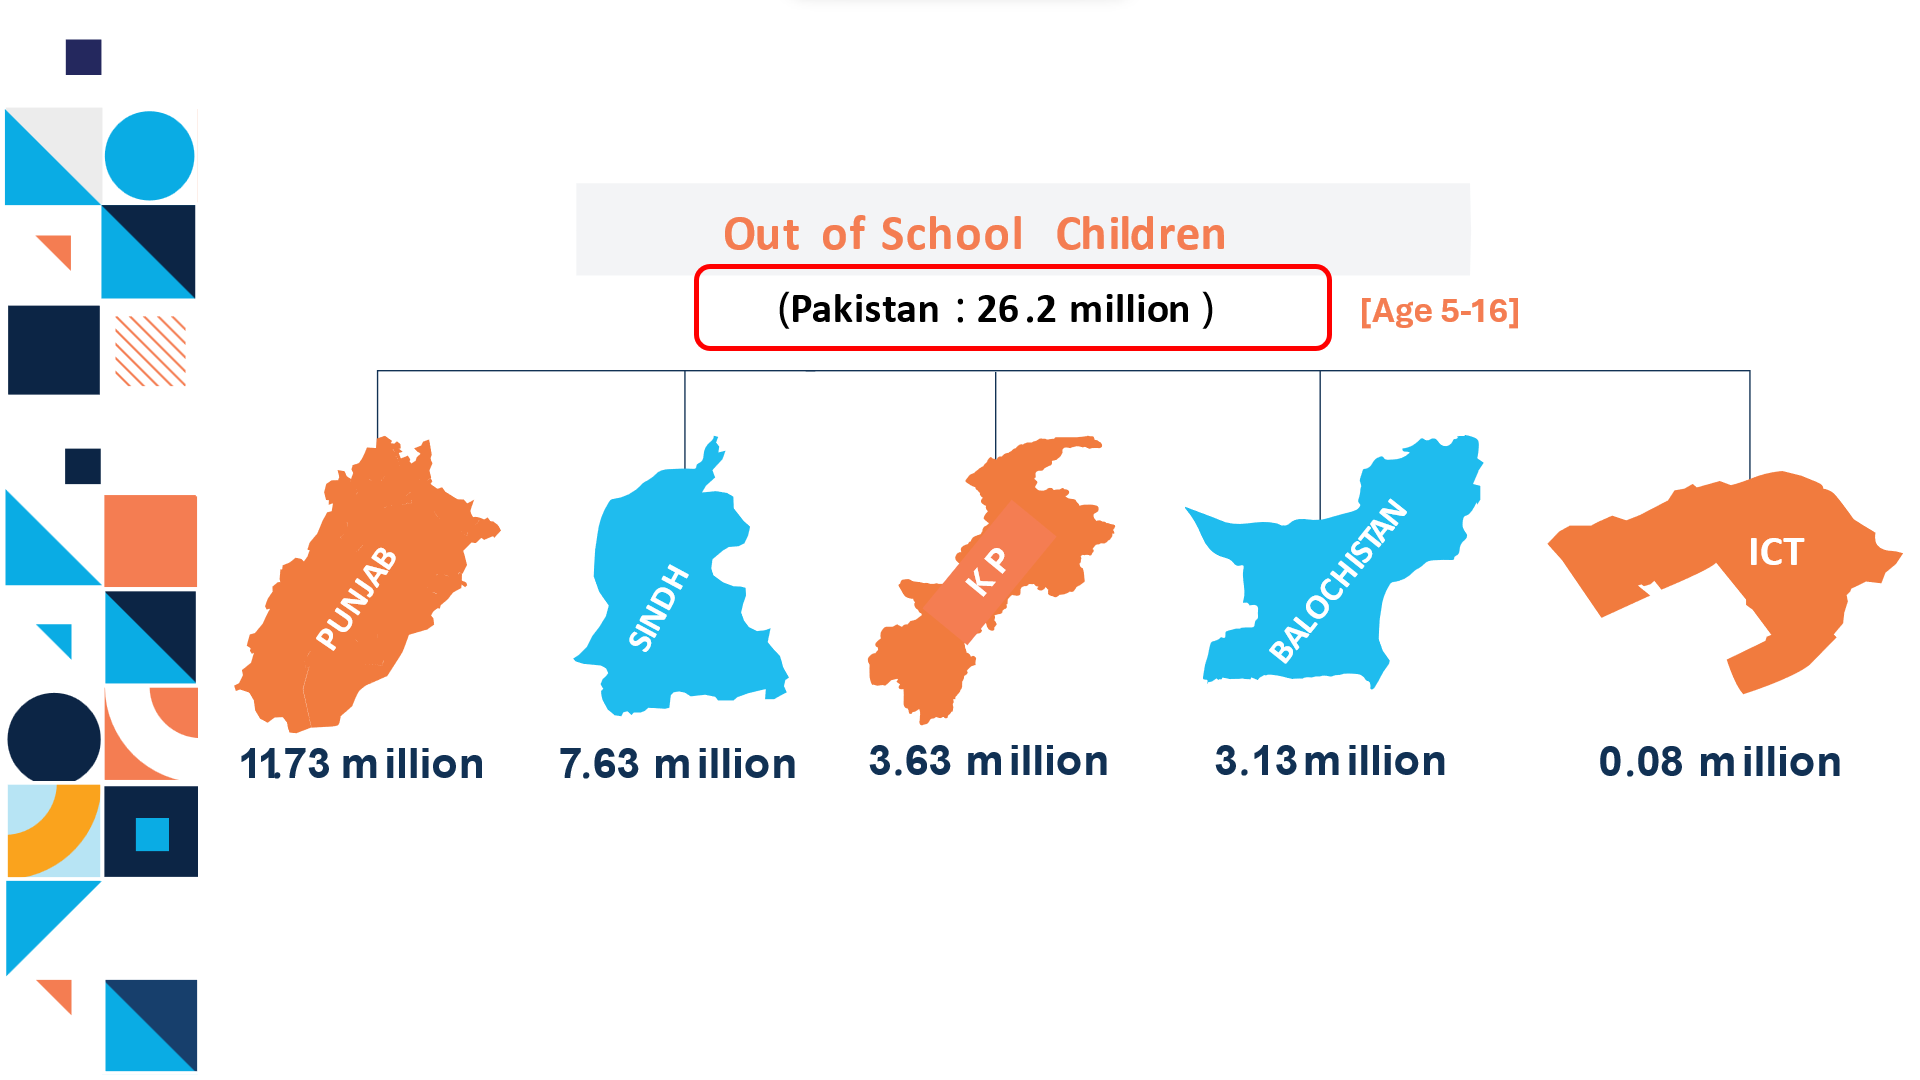 Out of School Children
(Pakistan : 26.2 million )
[Age 5-16]
PUNJAB
SINDH
KP
BALOCHISTAN
ICT
11.73 million
7.63 million
3.63 million
3.13 million
0.08 million